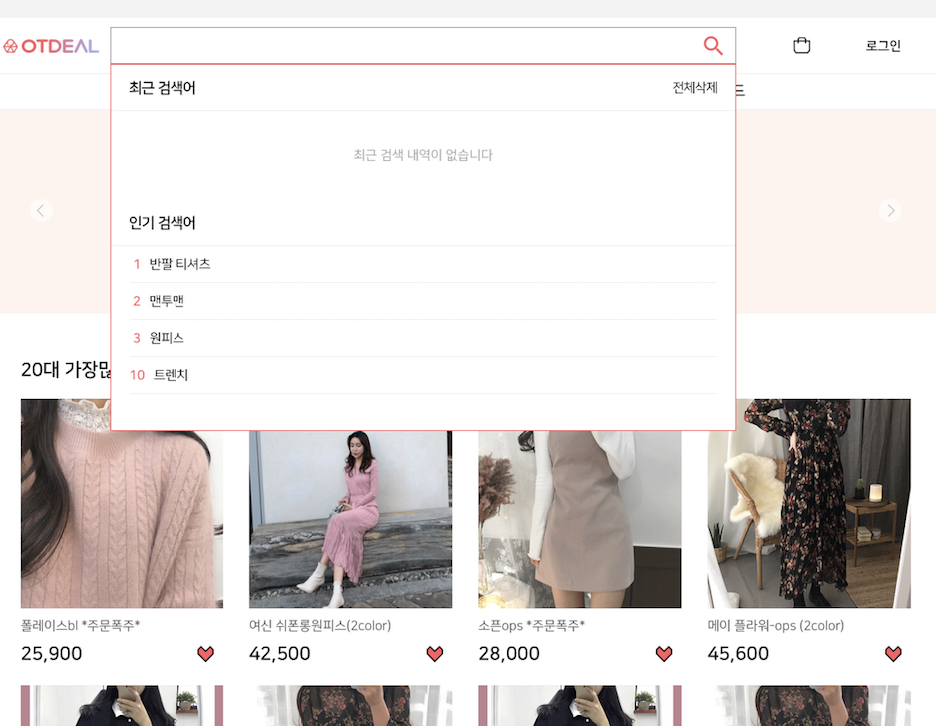 OTDEAL
로그인
최근 검색어 전체삭제
드
최근 검색 내역이 없습니다
인기 검색어
1 반팔 티셔츠
2 맨투맨
3 원피스
10 트렌치
20대 가장많
폴레이스bl *주문폭주*
여신 쉬폰롱원피스(2color)
소픈ops *주문폭주*
메이 플라워-ops (2color)
25,900
42,500
28,000
45,600